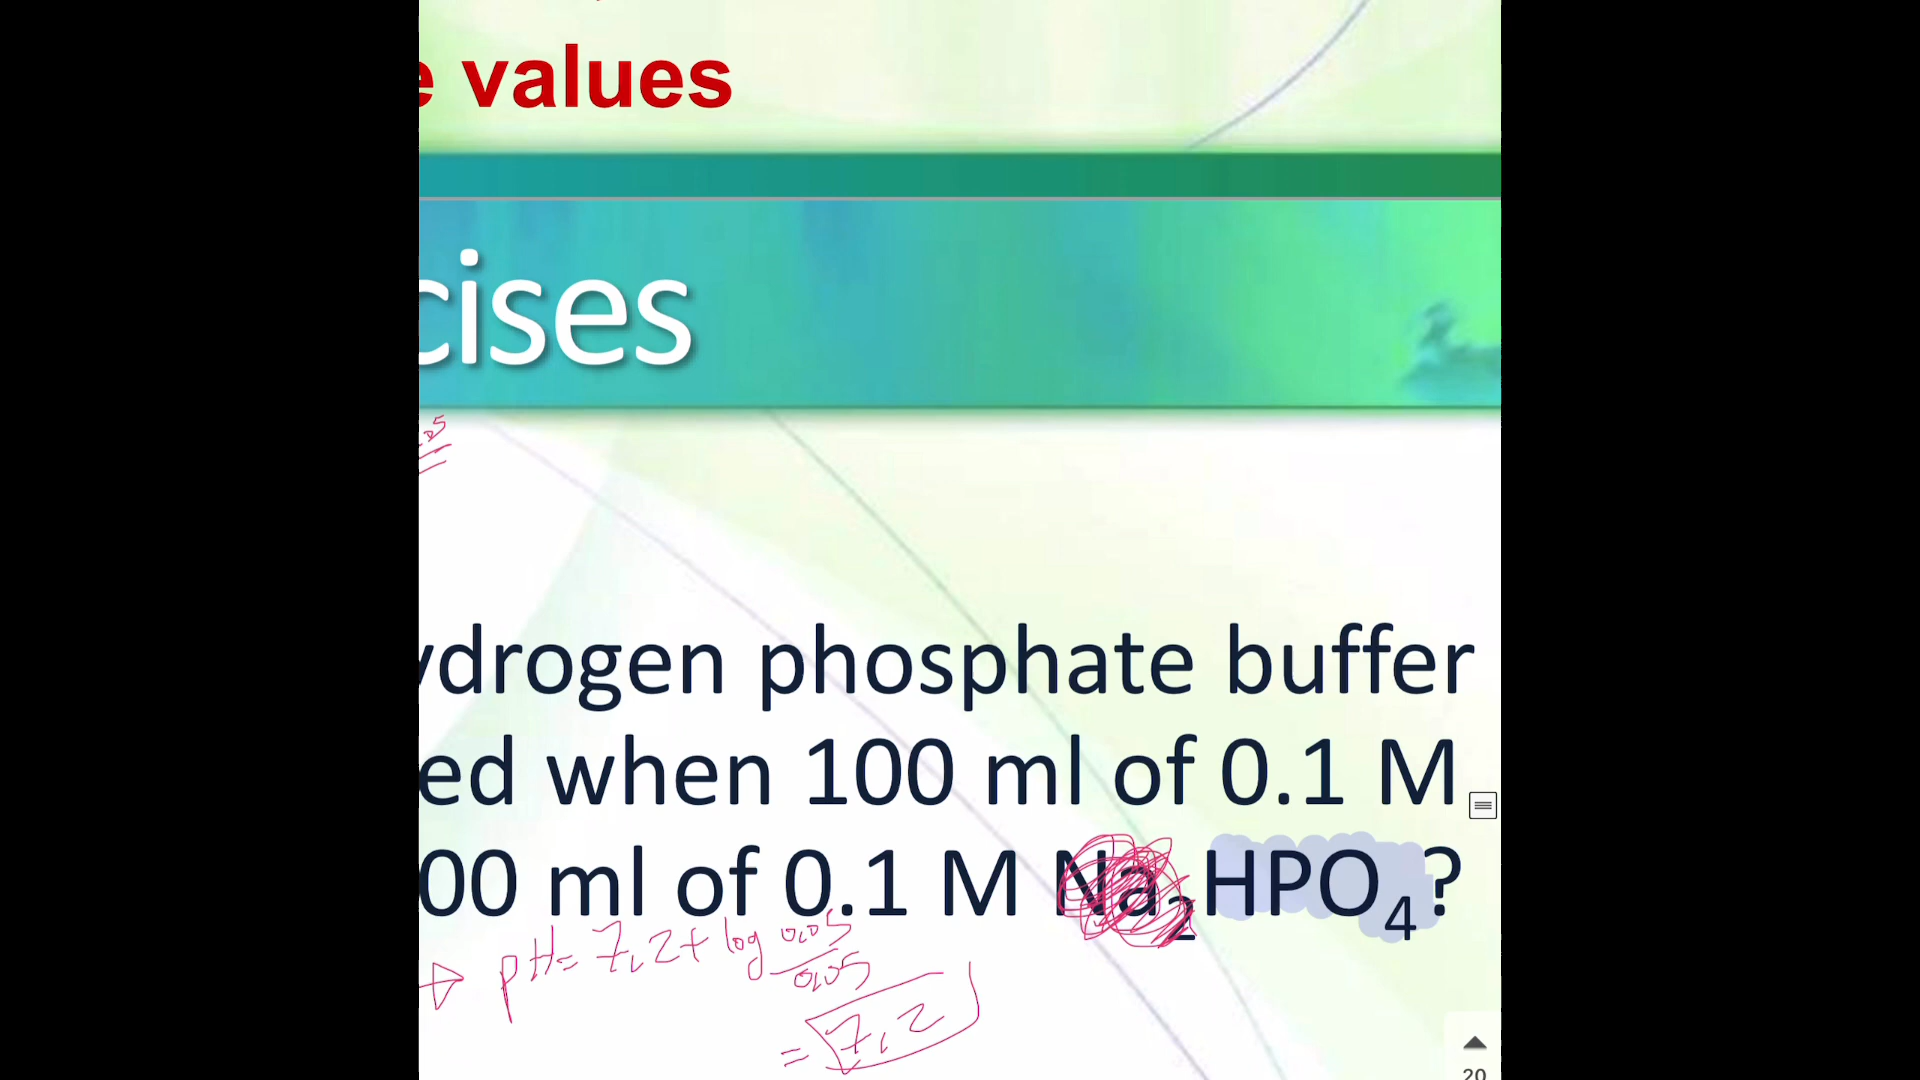 e values
cises
ydrogen phosphate buffer
ed when 100 ml of 0.1 M
00 ml of 0.1 M Na₂HPO₄?
pH = 7,2 + log 0,05
0,05
= 7,2
20